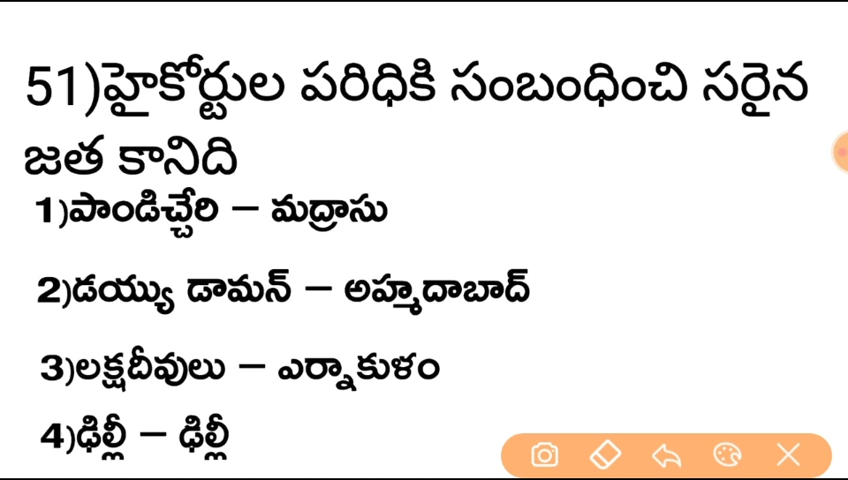 51)హైకోర్టుల పరిధికి సంబంధించి సరైన
జత కానిది
1)పాండిచ్చేరి – మద్రాసు
2)డయ్యు డామన్ – అహ్మదాబాద్
3)లక్షదీవులు – ఎర్నాకుళం
4)ఢిల్లీ – ఢిల్లీ